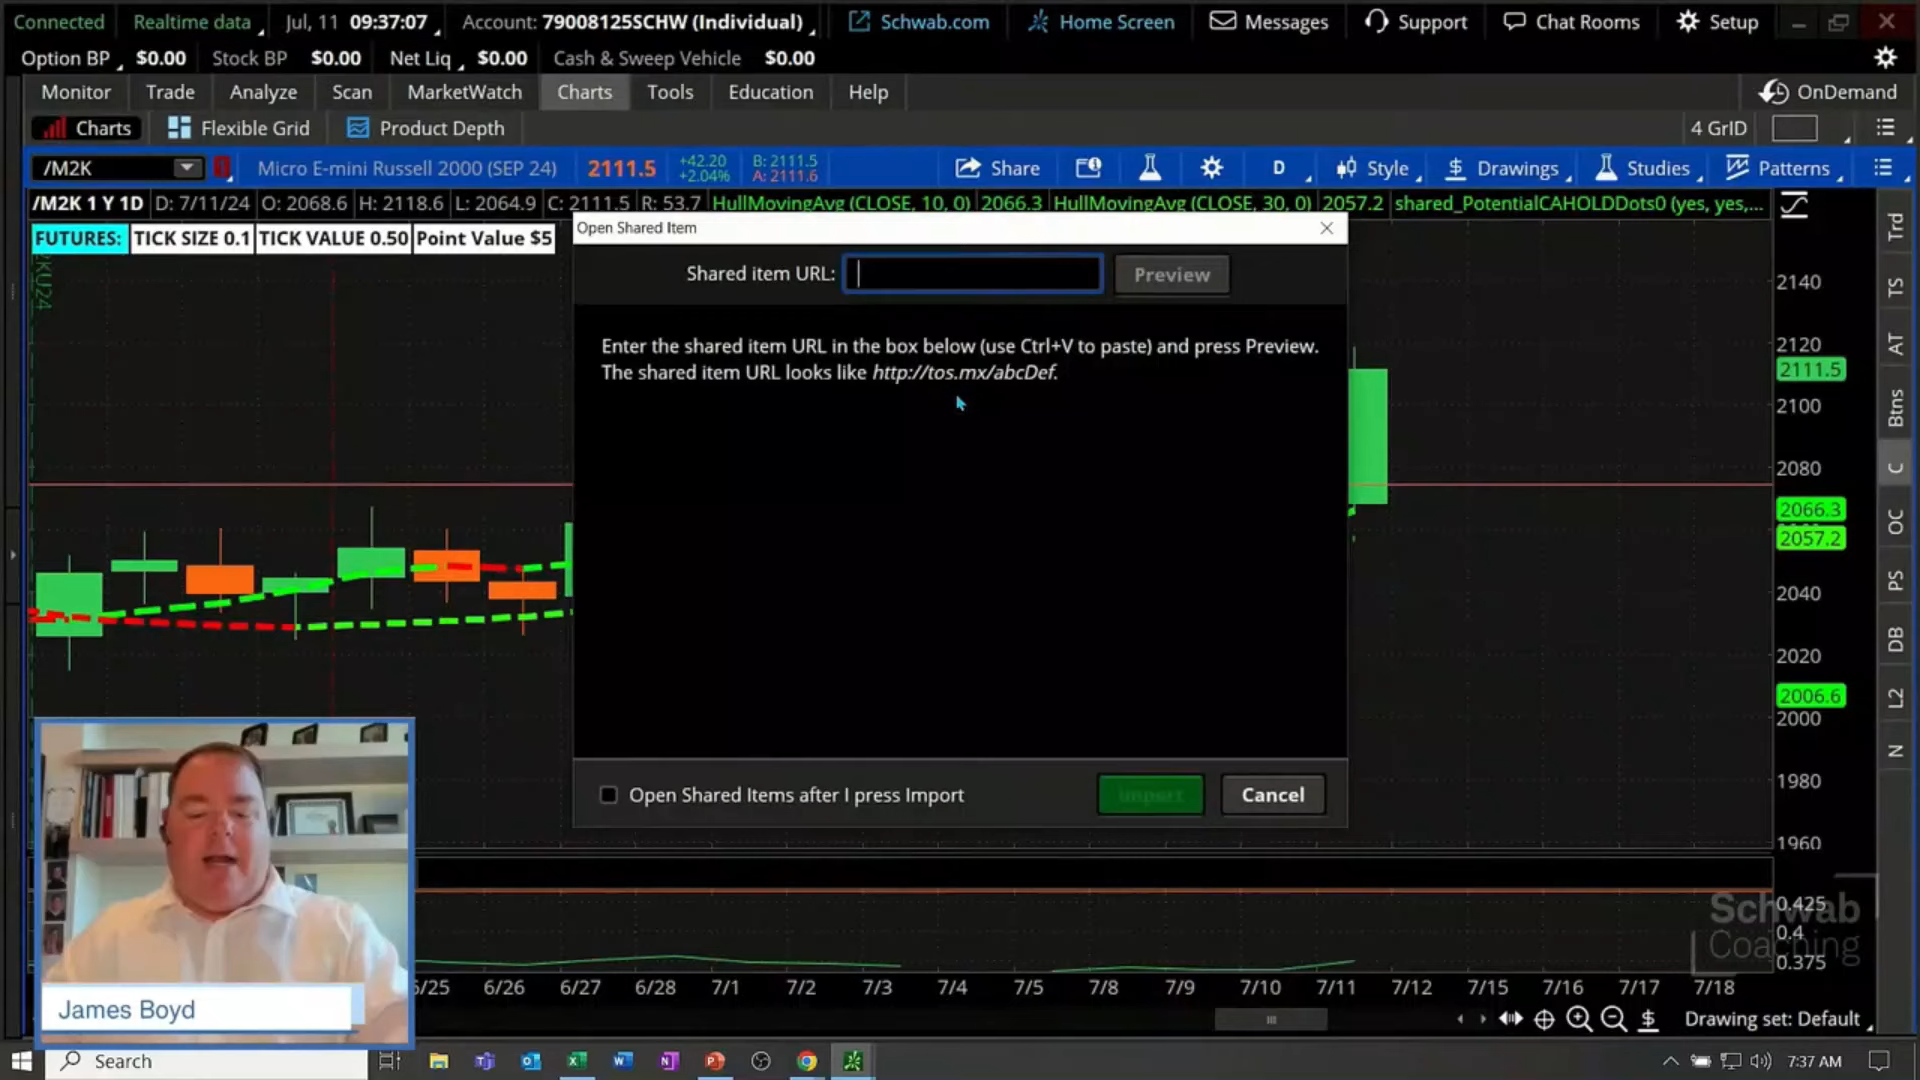 Connected Realtime data Jul, 11 09:37:07 Account: 79008125SCHW (Individual) Schwab.com Home Screen Messages Support Chat Rooms Setup
Option BP $0.00 Stock BP $0.00 Net Liq $0.00 Cash & Sweep Vehicle $0.00
Monitor Trade Analyze Scan MarketWatch Charts Tools Education Help OnDemand
Charts Flexible Grid Product Depth 4 GrID
/M2K Micro E-mini Russell 2000 (SEP 24) 2111.5 +42.20 +2.04% B: 2111.5 A: 2111.6 Share D Style Drawings Studies Patterns
/M2K 1 Y 1D D: 7/11/24 O: 2068.6 H: 2118.6 L: 2064.9 C: 2111.5 R: 53.7 HullMovingAvg (CLOSE, 10, 0) 2066.3 HullMovingAvg (CLOSE, 30, 0) 2057.2 shared_PotentialCAHOLDDots0 (yes, yes,...
FUTURES: TICK SIZE 0.1 TICK VALUE 0.50 Point Value $5
Open Shared Item
Shared item URL: Preview
Enter the shared item URL in the box below (use Ctrl+V to paste) and press Preview.
The shared item URL looks like http://tos.mx/abcDef.
Open Shared Items after I press Import Import Cancel
2140
2120
2111.5
2100
2080
2066.3
2057.2
2040
2020
2006.6
2000
1980
1960
0.425
0.4
0.375
Trd
TS
AT
Btns
C
OC
PS
DB
L2
N
Schwab
Coaching
James Boyd
6/26 6/27 6/28 7/1 7/2 7/3 7/4 7/5 7/8 7/9 7/10 7/11 7/12 7/15 7/16 7/17 7/18
Drawing set: Default
Search 7:37 AM